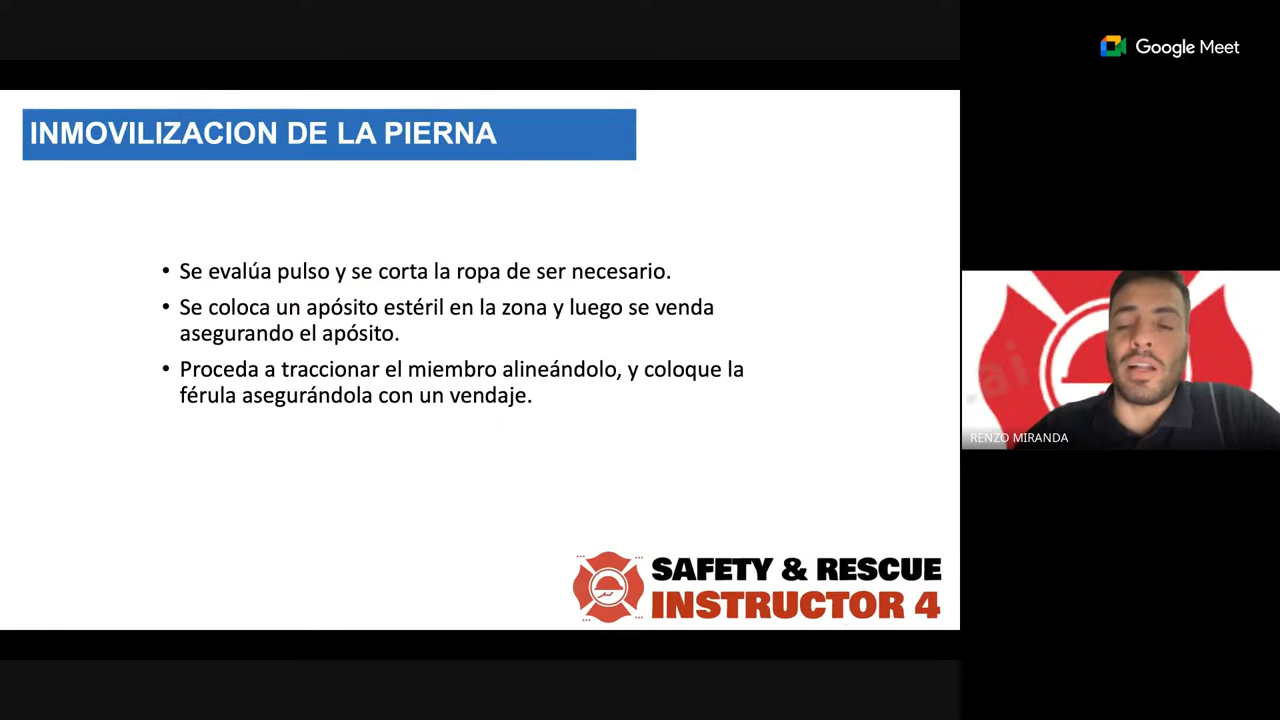 Google Meet
INMOVILIZACION DE LA PIERNA
• Se evalúa pulso y se corta la ropa de ser necesario.
• Se coloca un apósito estéril en la zona y luego se venda
asegurando el apósito.
• Proceda a traccionar el miembro alineándolo, y coloque la
férula asegurándola con un vendaje.
RENZO MIRANDA
SAFETY & RESCUE
INSTRUCTOR 4